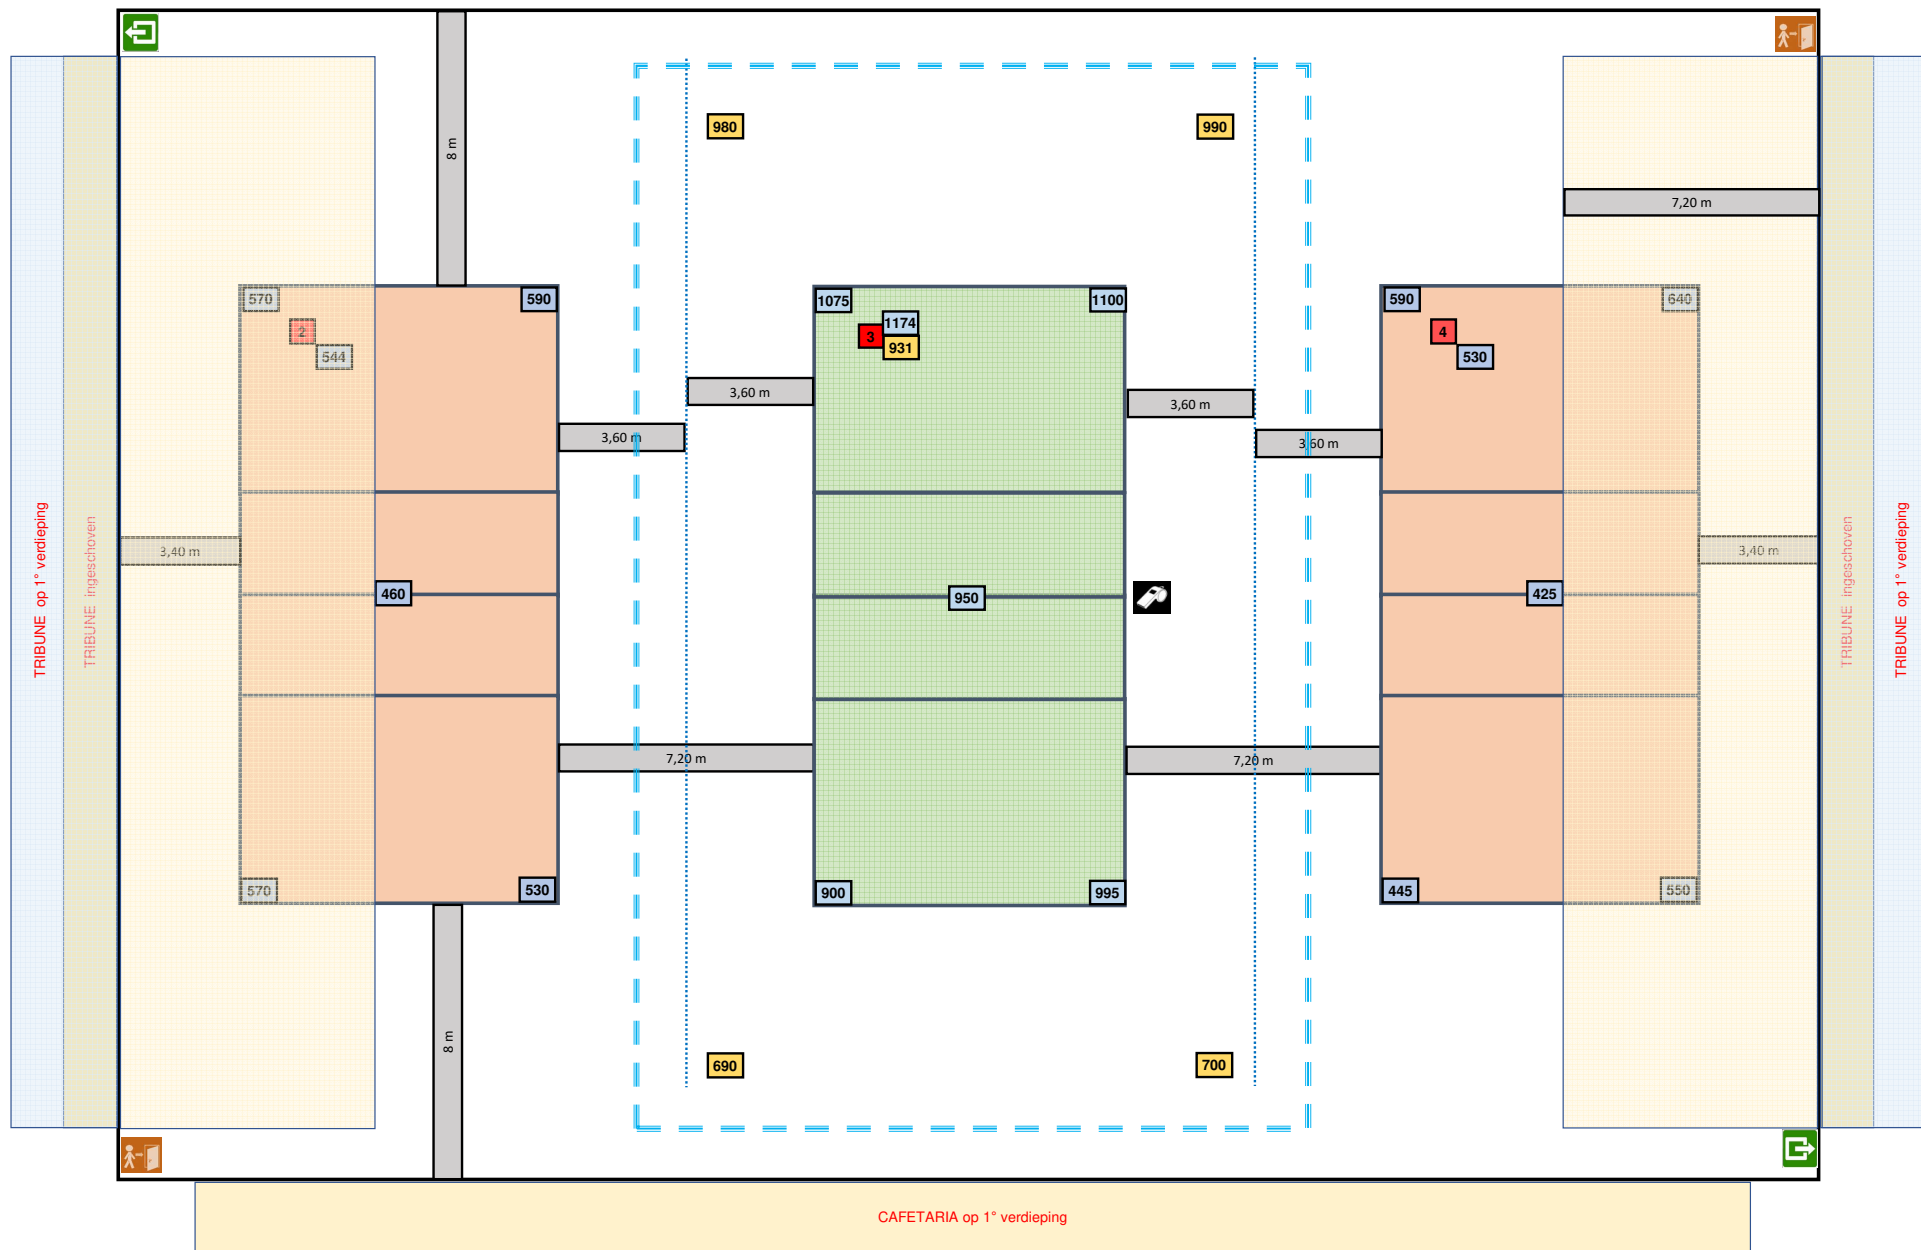 8 m
980
990
7,20 m
570
590
1075
1100
590
640
2
544
3
1174
931
4
530
3,60 m
3,60 m
3,60 m
3,60 m
TRIBUNE op 1° verdieping
TRIBUNE ingeschoven
3,40 m
460
950
425
3,40 m
TRIBUNE ingeschoven
TRIBUNE op 1° verdieping
7,20 m
7,20 m
570
530
900
995
445
550
8 m
690
700
CAFETARIA op 1° verdieping